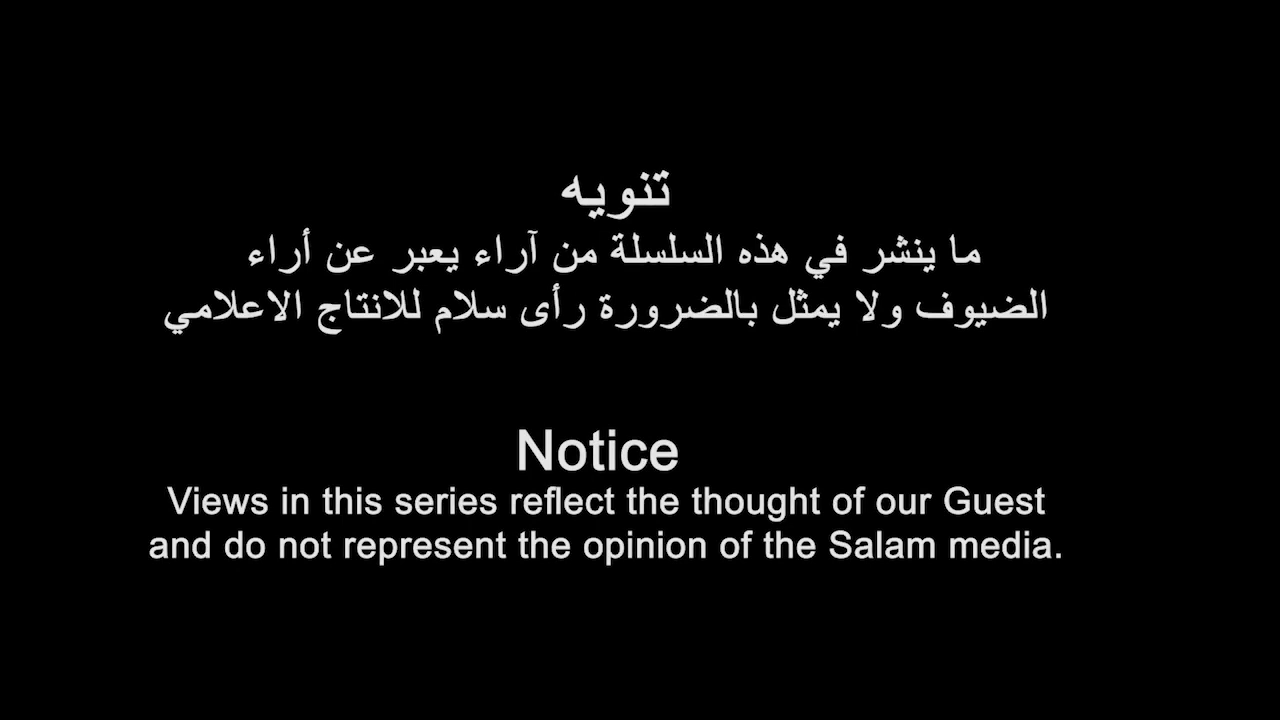 تنويه
ما ينشر في هذه السلسلة من آراء يعبر عن أراء
الضيوف ولا يمثل بالضرورة رأى سلام للانتاج الاعلامي
Notice
Views in this series reflect the thought of our Guest
and do not represent the opinion of the Salam media.